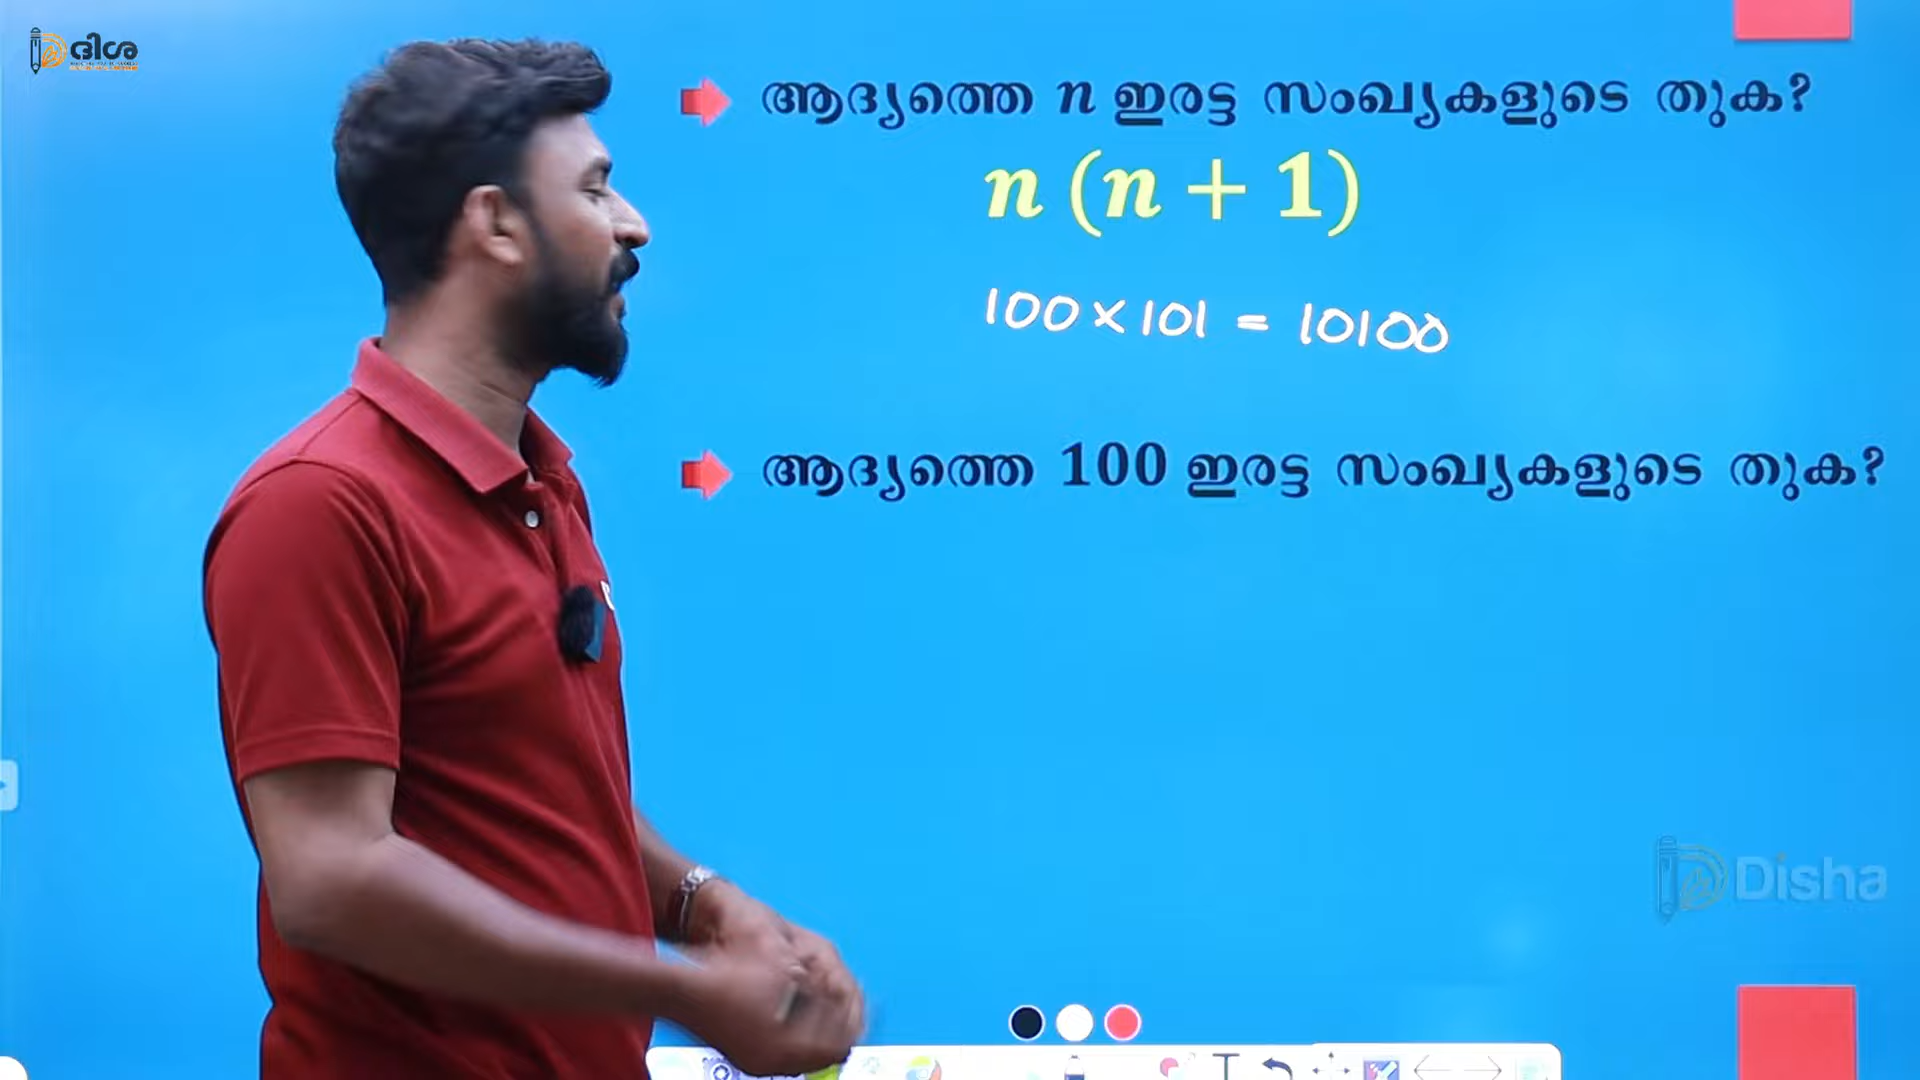 ദിശ
ആദ്യത്തെ n ഇരട്ട സംഖ്യകളുടെ തുക?
n (n + 1)
100 × 101 = 10100
ആദ്യത്തെ 100 ഇരട്ട സംഖ്യകളുടെ തുക?
Disha